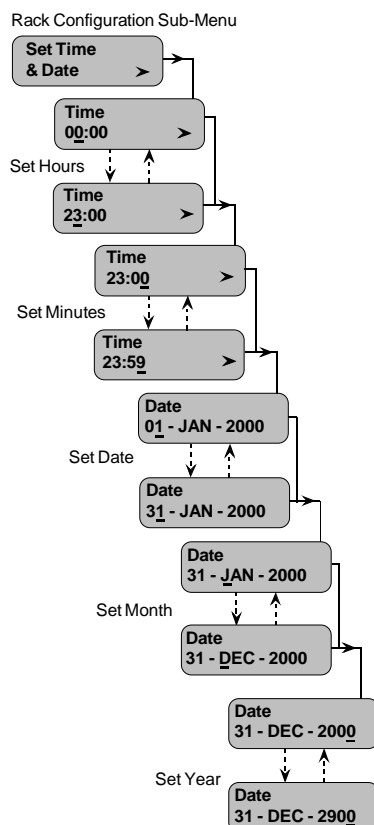 Rack Configuration Sub-Menu
Set Time
& Date
Time
00:00
Set Hours
Time
23:00
Time
23:00
Set Minutes
Time
23:59
Date
01 - JAN - 2000
Set Date
Date
31 - JAN - 2000
Date
31 - JAN - 2000
Set Month
Date
31 - DEC - 2000
Date
31 - DEC - 2000
Set Year
Date
31 - DEC - 2900